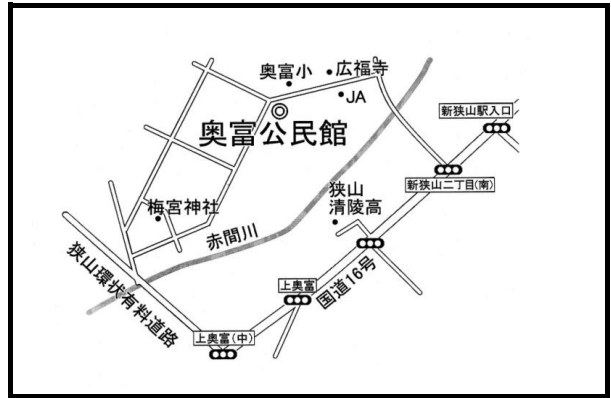 奥富小
広福寺
JA
新狭山駅入口
奥富公民館
新狭山二丁目(南)
狭山
清陵高
梅宮神社
赤間川
狭山環状有料道路
上奥富
国道16号
上奥富(中)